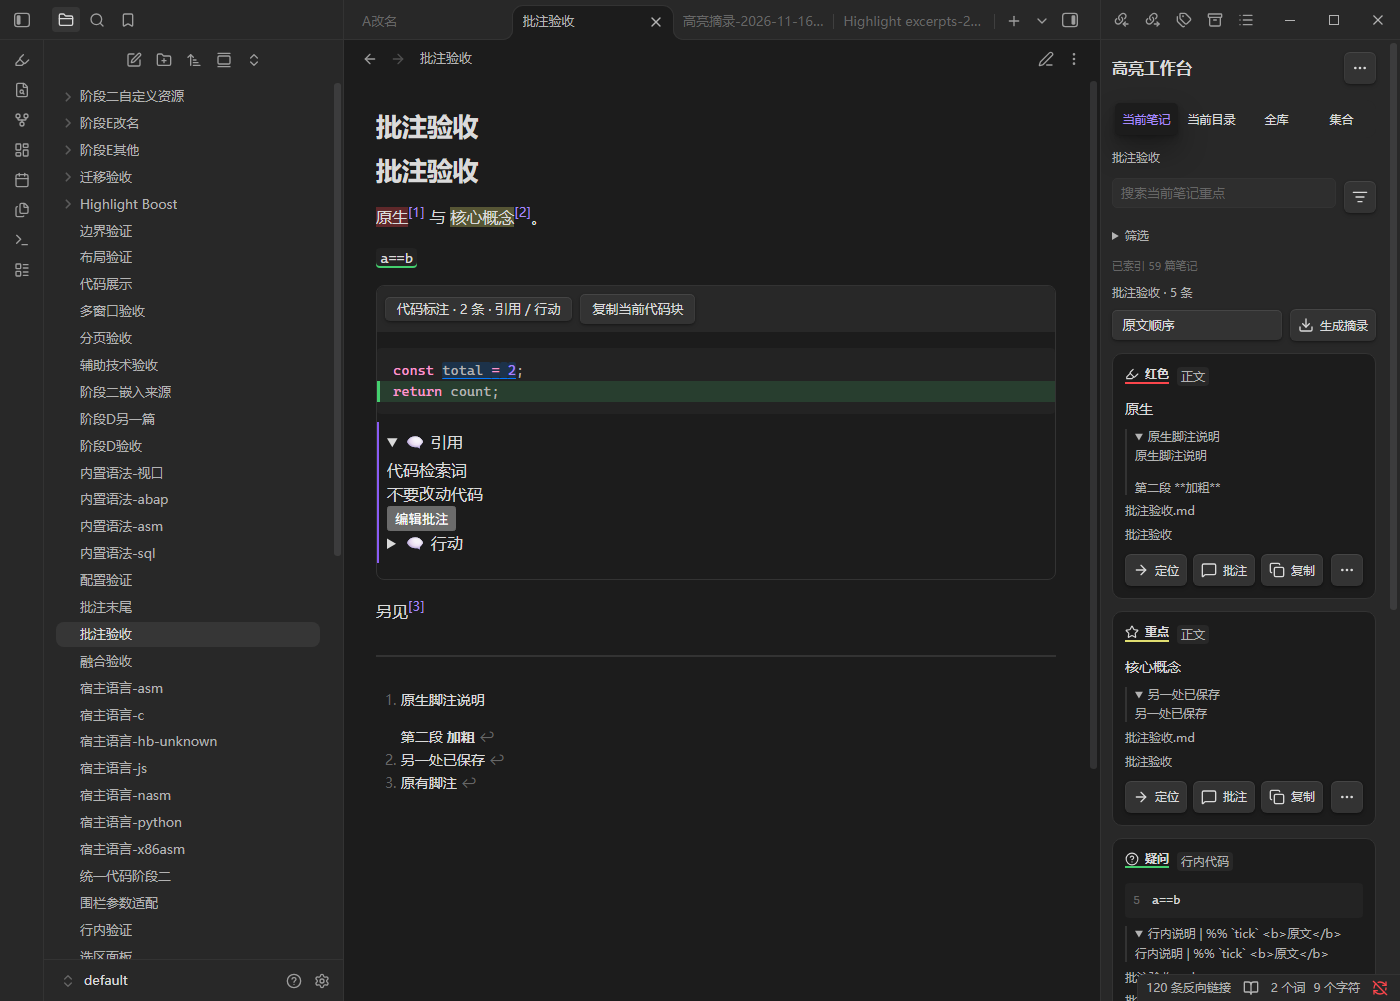 A改名
批注验收
高亮摘录-2026-11-16...
Highlight excerpts-2...
阶段二自定义资源
阶段E改名
阶段E其他
迁移验收
Highlight Boost
边界验证
布局验证
代码展示
多窗口验收
分页验收
辅助技术验收
阶段二嵌入来源
阶段D另一篇
阶段D验收
内置语法-视口
内置语法-abap
内置语法-asm
内置语法-sql
配置验证
批注末尾
批注验收
融合验收
宿主语言-asm
宿主语言-c
宿主语言-hb-unknown
宿主语言-js
宿主语言-nasm
宿主语言-python
宿主语言-x86asm
统一代码阶段二
围栏参数适配
行内验证
选区面板
default
批注验收
批注验收
批注验收
原生[1] 与 核心概念[2]。
a==b
代码标注 · 2 条 · 引用 / 行动
复制当前代码块
const total = 2;
return count;
引用
代码检索词
不要改动代码
编辑批注
行动
另见[3]
1. 原生脚注说明
第二段 加粗 ↩
2. 另一处已保存 ↩
3. 原有脚注 ↩
高亮工作台
当前笔记 当前目录 全库 集合
批注验收
搜索当前笔记重点
筛选
已索引 59 篇笔记
批注验收 · 5 条
原文顺序
生成摘录
红色 正文
原生
原生脚注说明
原生脚注说明
第二段 **加粗**
批注验收.md
批注验收
定位 批注 复制
重点 正文
核心概念
另一处已保存
另一处已保存
批注验收.md
批注验收
定位 批注 复制
疑问 行内代码
5 a==b
行内说明 | %% `tick` <b>原文</b>
行内说明 | %% `tick` <b>原文</b>
120 条反向链接 2 个词 9 个字符